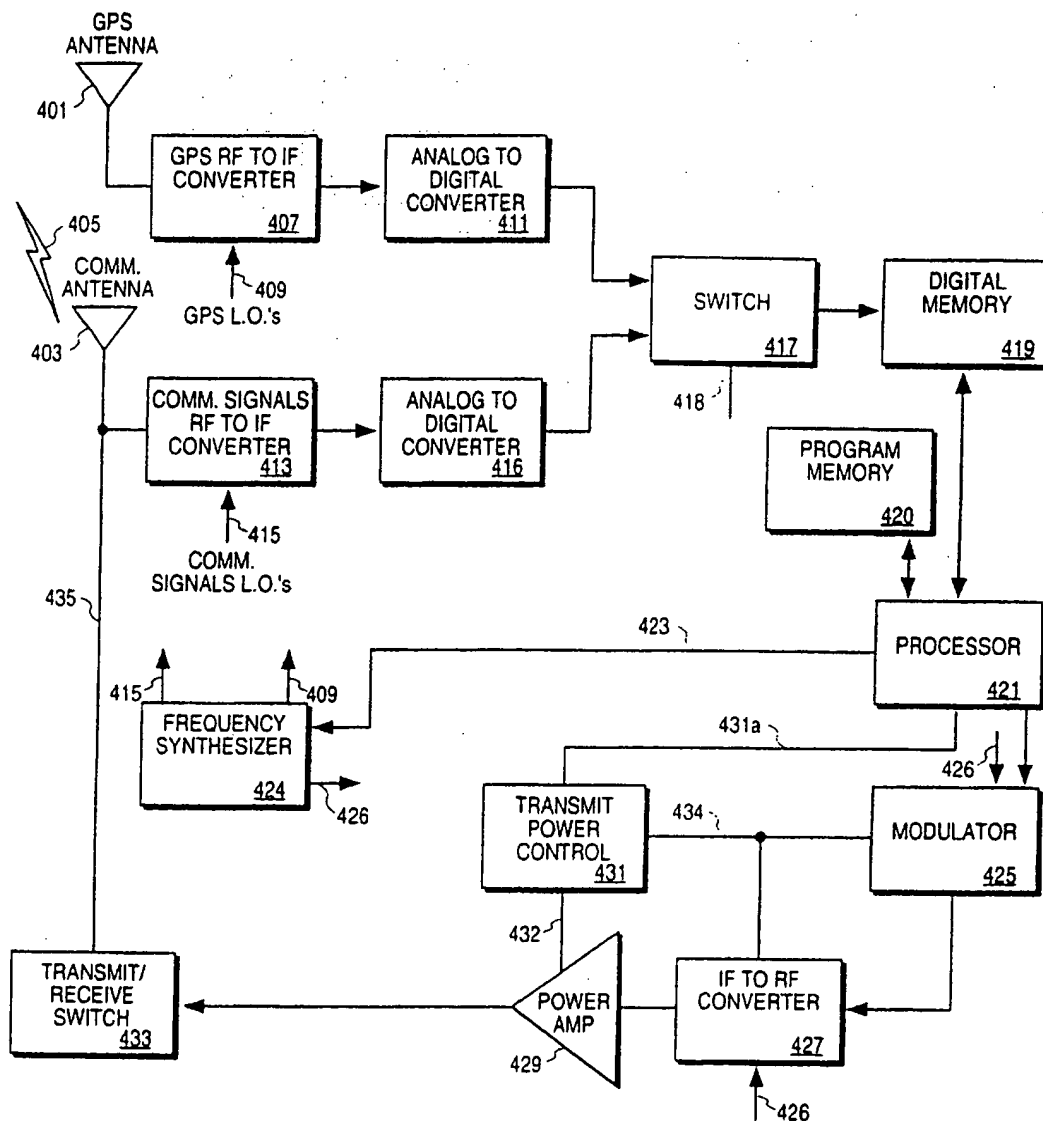 GPS
ANTENNA
401
GPS RF TO IF
CONVERTER
407
ANALOG TO
DIGITAL
CONVERTER
411
405
409
GPS L.O.'s
COMM.
ANTENNA
403
SWITCH
417
418
DIGITAL
MEMORY
419
COMM. SIGNALS
RF TO IF
CONVERTER
413
ANALOG TO
DIGITAL
CONVERTER
416
PROGRAM
MEMORY
420
415
COMM.
SIGNALS L.O.'s
435
423
PROCESSOR
421
415
409
FREQUENCY
SYNTHESIZER
424
426
431a
426
TRANSMIT
POWER
CONTROL
431
434
MODULATOR
425
432
TRANSMIT/
RECEIVE
SWITCH
433
POWER
AMP
429
IF TO RF
CONVERTER
427
426